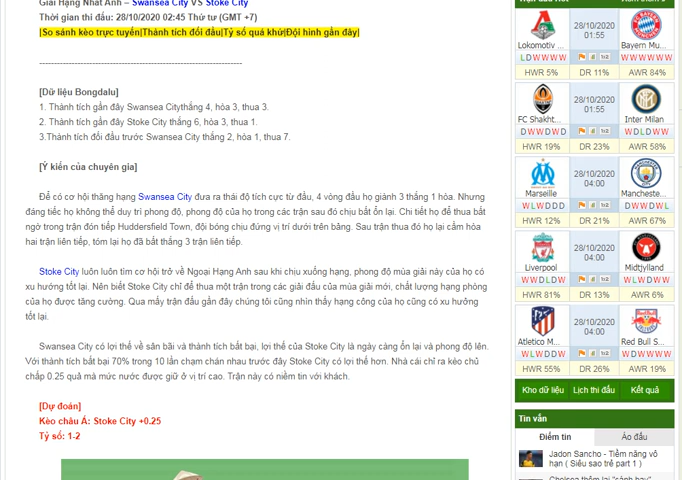 Giải Hạng Nhất Anh – Swansea City VS Stoke City
Thời gian thi đấu: 28/10/2020 02:45 Thứ tư (GMT +7)
|So sánh kèo trực tuyến|Thành tích đối đầu|Tỷ số quá khứ|Đội hình gần đây|
--------------------------------------------------------------------
[Dữ liệu Bongdalu]
1. Thành tích gần đây Swansea Citythắng 4, hòa 3, thua 3.
2. Thành tích gần đây Stoke City thắng 6, hòa 3, thua 1.
3.Thành tích đối đầu trước Swansea City thắng 2, hòa 1, thua 7.
[Ý kiến của chuyên gia]
Để có cơ hội thăng hạng, Swansea City đưa ra thái độ tích cực từ đầu, 4 vòng đầu họ giành 3 thắng 1 hòa. Nhưng
đáng tiếc họ không thể duy trì phong độ, phong độ của họ trong các trận sau đó chịu bất ổn lại. Chi tiết họ để thua bất
ngờ trong trận đón tiếp Huddersfield Town, đội bóng chịu đứng vị trí dưới trên bảng. Sau trận thua đó họ lại cầm hòa
hai trận liên tiếp, tóm lại họ đã bất thắng 3 trận liên tiếp.
Stoke City luôn luôn tìm cơ hội trở về Ngoại Hạng Anh sau khi chịu xuống hạng, phong độ mùa giải này của họ có
xu hướng tốt lại. Nên biết Stoke City chỉ để thua một trận trong các giải đấu của mùa giải mới, chất lượng hạng phóng
của họ được tăng cường. Qua mấy trận đấu gần đây chúng tôi cũng nhìn thấy hạng công của họ cũng có xu hướng
tốt lại.
Swansea City có lợi thế về sân bãi và thành tích bất bại, lợi thế của Stoke City là ngày càng ổn lại và phong độ lên.
Với thành tích bất bại 70% trong 10 lần chạm chán nhau trước đây Stoke City có lợi thế hơn. Nhà cái chỉ ra kèo chủ
chấp 0.25 quả mà mức nước được giữ ở vị trí cao. Trận này có niềm tin với khách.
[Dự đoán]
Kèo châu Á: Stoke City +0.25
Tỷ số: 1-2
28/10/2020
01:55
Lokomotiv ...
Bayern Mu...
LDWWWW
WWWWWW
HWR 5%
DR 11%
AWR 84%
28/10/2020
01:55
FC Shakht...
Inter Milan
DWWDWD
WDLDWW
HWR 19%
DR 23%
AWR 58%
28/10/2020
04:00
Marseille
Mancheste...
LWLWDDD
DWWDWL
HWR 12%
DR 21%
AWR 67%
28/10/2020
04:00
Liverpool
Midtjylland
WWDLDW
WDWWWW
HWR 81%
DR 13%
AWR 6%
28/10/2020
04:00
Atletico M...
Red Bull S...
WLWDDW
DWWWWW
HWR 55%
DR 26%
AWR 19%
Kho dữ liệu
Lịch thi đấu
Kết quả
Tin vắn
Điểm tin
Áo đấu
Jadon Sancho - Tiềm năng vô
hạn ( Siêu sao trẻ part 1 )